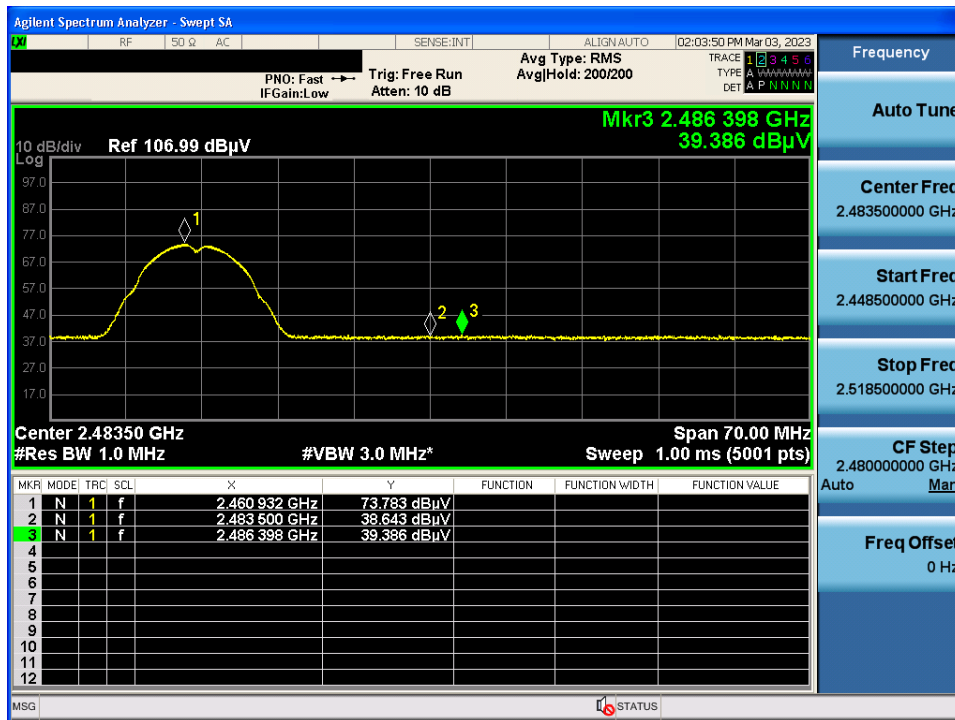 Agilent Spectrum Analyzer - Swept SA
LXI RF 50 Ω AC SENSE:INT ALIGN AUTO 02:03:50 PM Mar 03, 2023
PNO: Fast Trig: Free Run Avg Type: RMS TRACE 1 2 3 4 5 6
IFGain:Low Atten: 10 dB Avg|Hold: 200/200 TYPE A WWWWW
DET A P N N N N
Mkr3 2.486 398 GHz
39.386 dBµV
10 dB/div Ref 106.99 dBµV
Log
97.0
87.0
77.0
67.0
57.0
47.0
37.0
27.0
17.0
1
2
3
Center 2.48350 GHz Span 70.00 MHz
#Res BW 1.0 MHz #VBW 3.0 MHz* Sweep 1.00 ms (5001 pts)
MKR MODE TRC SCL X Y FUNCTION FUNCTION WIDTH FUNCTION VALUE
1 N 1 f 2.460 932 GHz 73.783 dBµV
2 N 1 f 2.483 500 GHz 38.643 dBµV
3 N 1 f 2.486 398 GHz 39.386 dBµV
4
5
6
7
8
9
10
11
12
MSG STATUS
Frequency
Auto Tune
Center Freq
2.483500000 GHz
Start Freq
2.448500000 GHz
Stop Freq
2.518500000 GHz
CF Step
2.480000000 GHz
Auto Man
Freq Offset
0 Hz